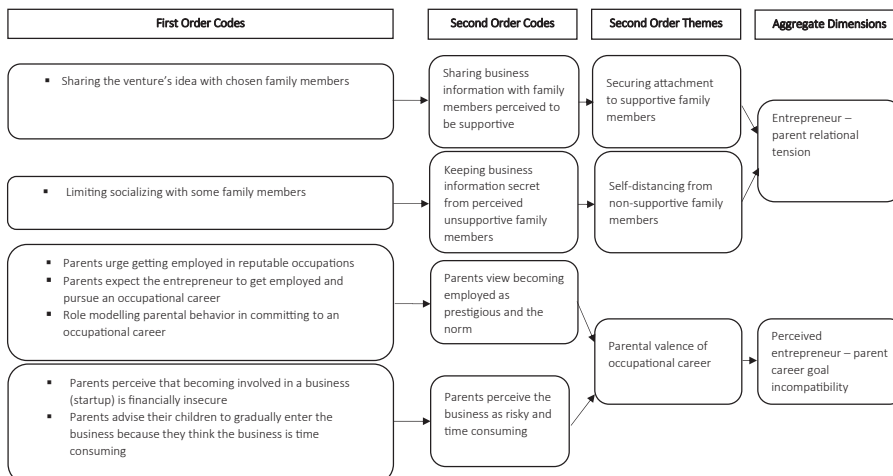 First Order Codes
Second Order Codes
Second Order Themes
Aggregate Dimensions
▪ Sharing the venture's idea with chosen family members
Sharing business
information with family
members perceived to
be supportive
Securing attachment
to supportive family
members
Entrepreneur –
parent relational
tension
▪ Limiting socializing with some family members
Keeping business
information secret
from perceived
unsupportive family
members
Self-distancing from
non-supportive family
members
▪ Parents urge getting employed in reputable occupations
▪ Parents expect the entrepreneur to get employed and
pursue an occupational career
▪ Role modelling parental behavior in committing to an
occupational career
Parents view becoming
employed as
prestigious and the
norm
Parental valence of
occupational career
Perceived
entrepreneur – parent
career goal
incompatibility
▪ Parents perceive that becoming involved in a business
(startup) is financially insecure
▪ Parents advise their children to gradually enter the
business because they think the business is time
consuming
Parents perceive the
business as risky and
time consuming